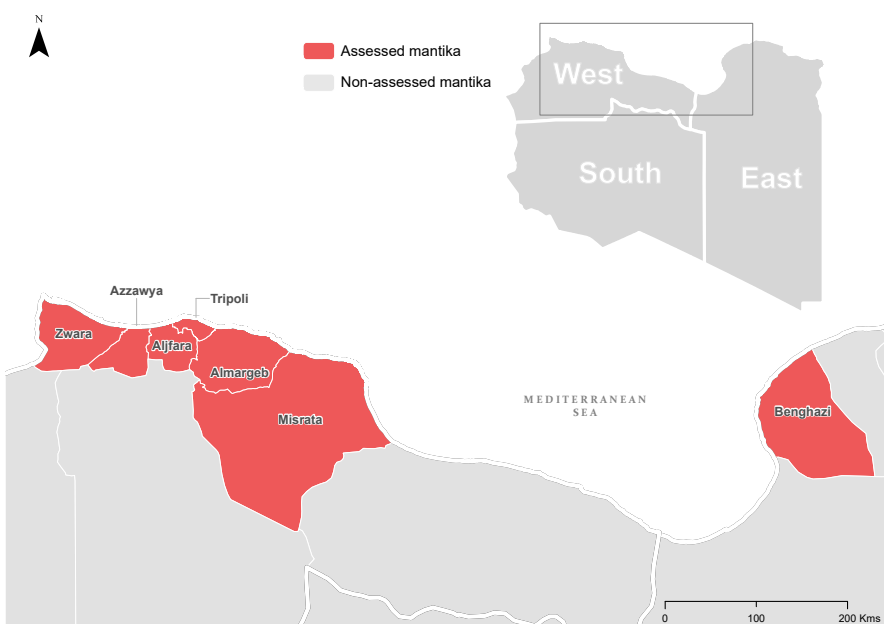 N
Assessed mantika
Non-assessed mantika
West
South
East
Azzawya
Tripoli
Zwara
Aljfara
Almargeb
Misrata
MEDITERRANEAN
SEA
Benghazi
0
100
200 Kms